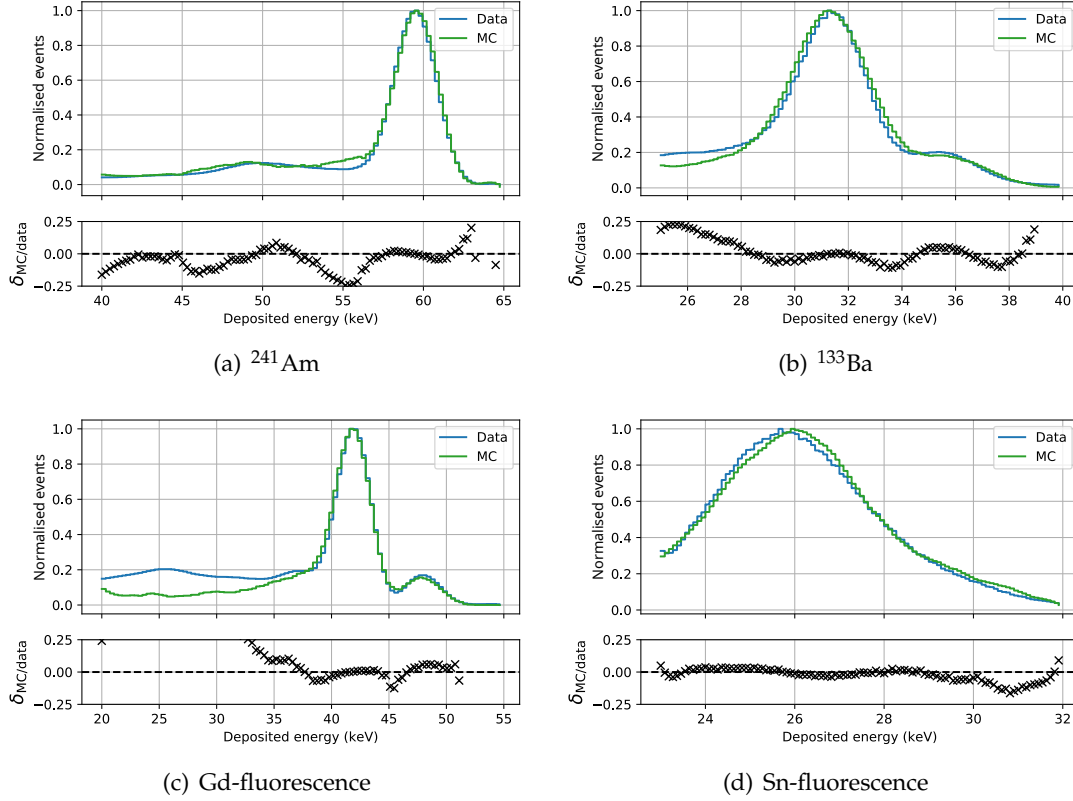 1.0
0.8
0.6
0.4
0.2
0.0
Normalised events
Data
MC
0.25
0.00
−0.25
δMC/data
40 45 50 55 60 65
Deposited energy (keV)
(a) 241Am
1.0
0.8
0.6
0.4
0.2
0.0
Normalised events
Data
MC
0.25
0.00
−0.25
δMC/data
26 28 30 32 34 36 38 40
Deposited energy (keV)
(b) 133Ba
1.0
0.8
0.6
0.4
0.2
0.0
Normalised events
Data
MC
0.25
0.00
−0.25
δMC/data
20 25 30 35 40 45 50 55
Deposited energy (keV)
(c) Gd-fluorescence
1.0
0.8
0.6
0.4
0.2
0.0
Normalised events
Data
MC
0.25
0.00
−0.25
δMC/data
24 26 28 30 32
Deposited energy (keV)
(d) Sn-fluorescence